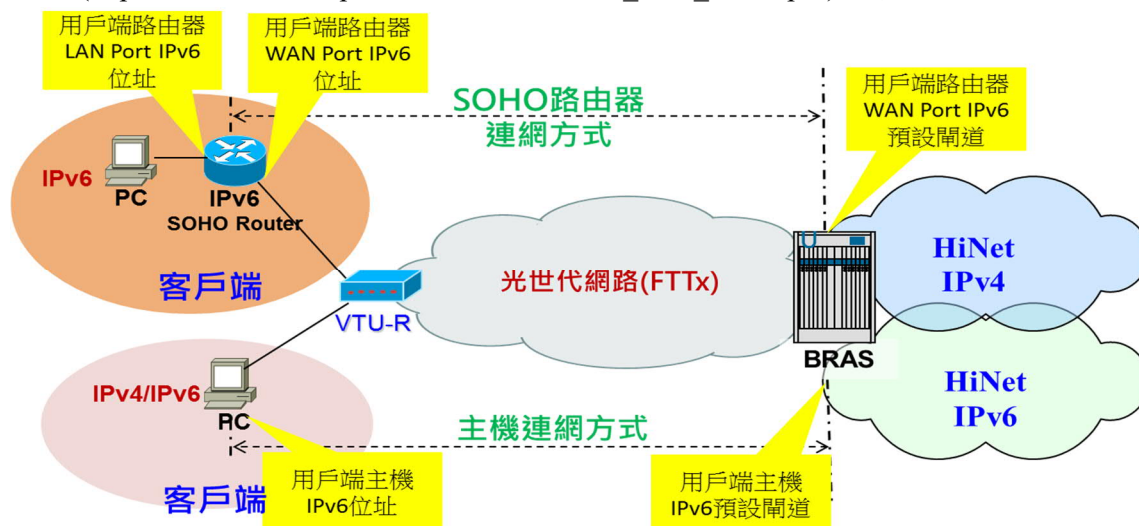 用戶端路由器
LAN Port IPv6
位址
用戶端路由器
WAN Port IPv6
位址
SOHO路由器
連網方式
用戶端路由器
WAN Port IPv6
預設閘道
IPv6
PC
IPv6
SOHO Router
客戶端
VTU-R
光世代網路(FTTx)
BRAS
HiNet
IPv4
HiNet
IPv6
IPv4/IPv6
PC
客戶端
主機連網方式
用戶端主機
IPv6位址
用戶端主機
IPv6預設閘道